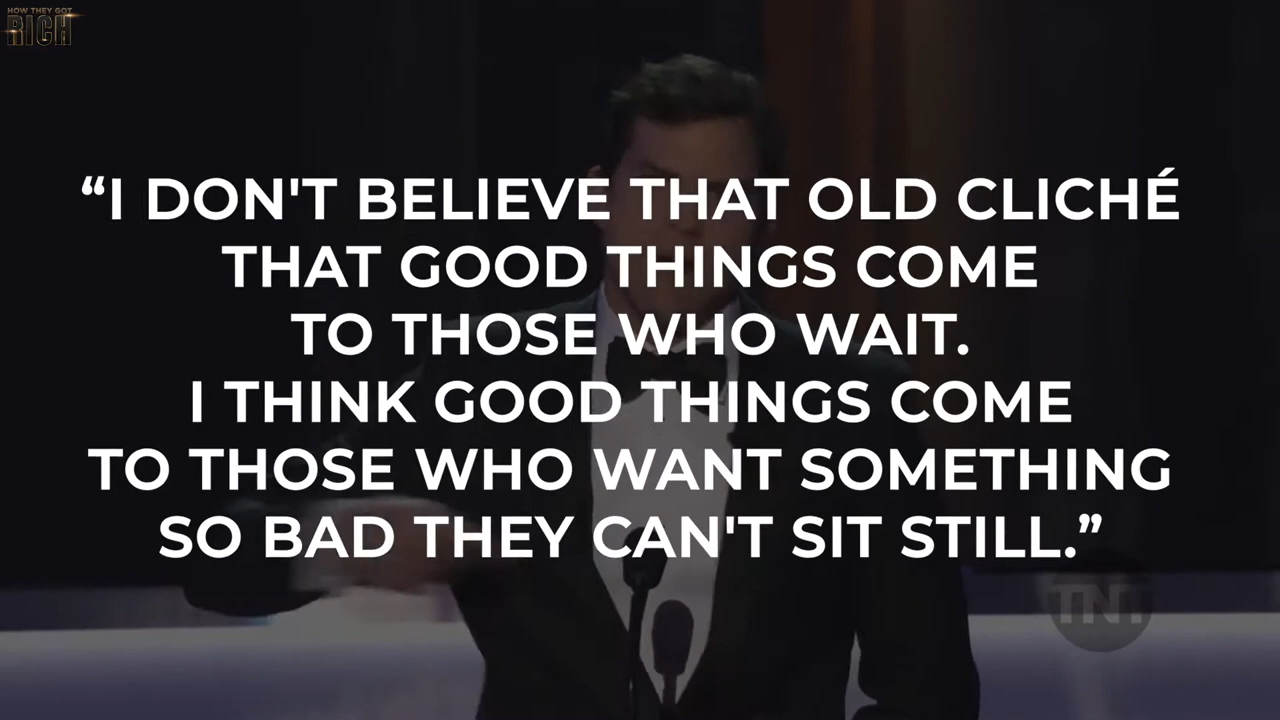 HOW THEY GOT
RICH
“I DON'T BELIEVE THAT OLD CLICHÉ
THAT GOOD THINGS COME
TO THOSE WHO WAIT.
I THINK GOOD THINGS COME
TO THOSE WHO WANT SOMETHING
SO BAD THEY CAN'T SIT STILL.”
TNT